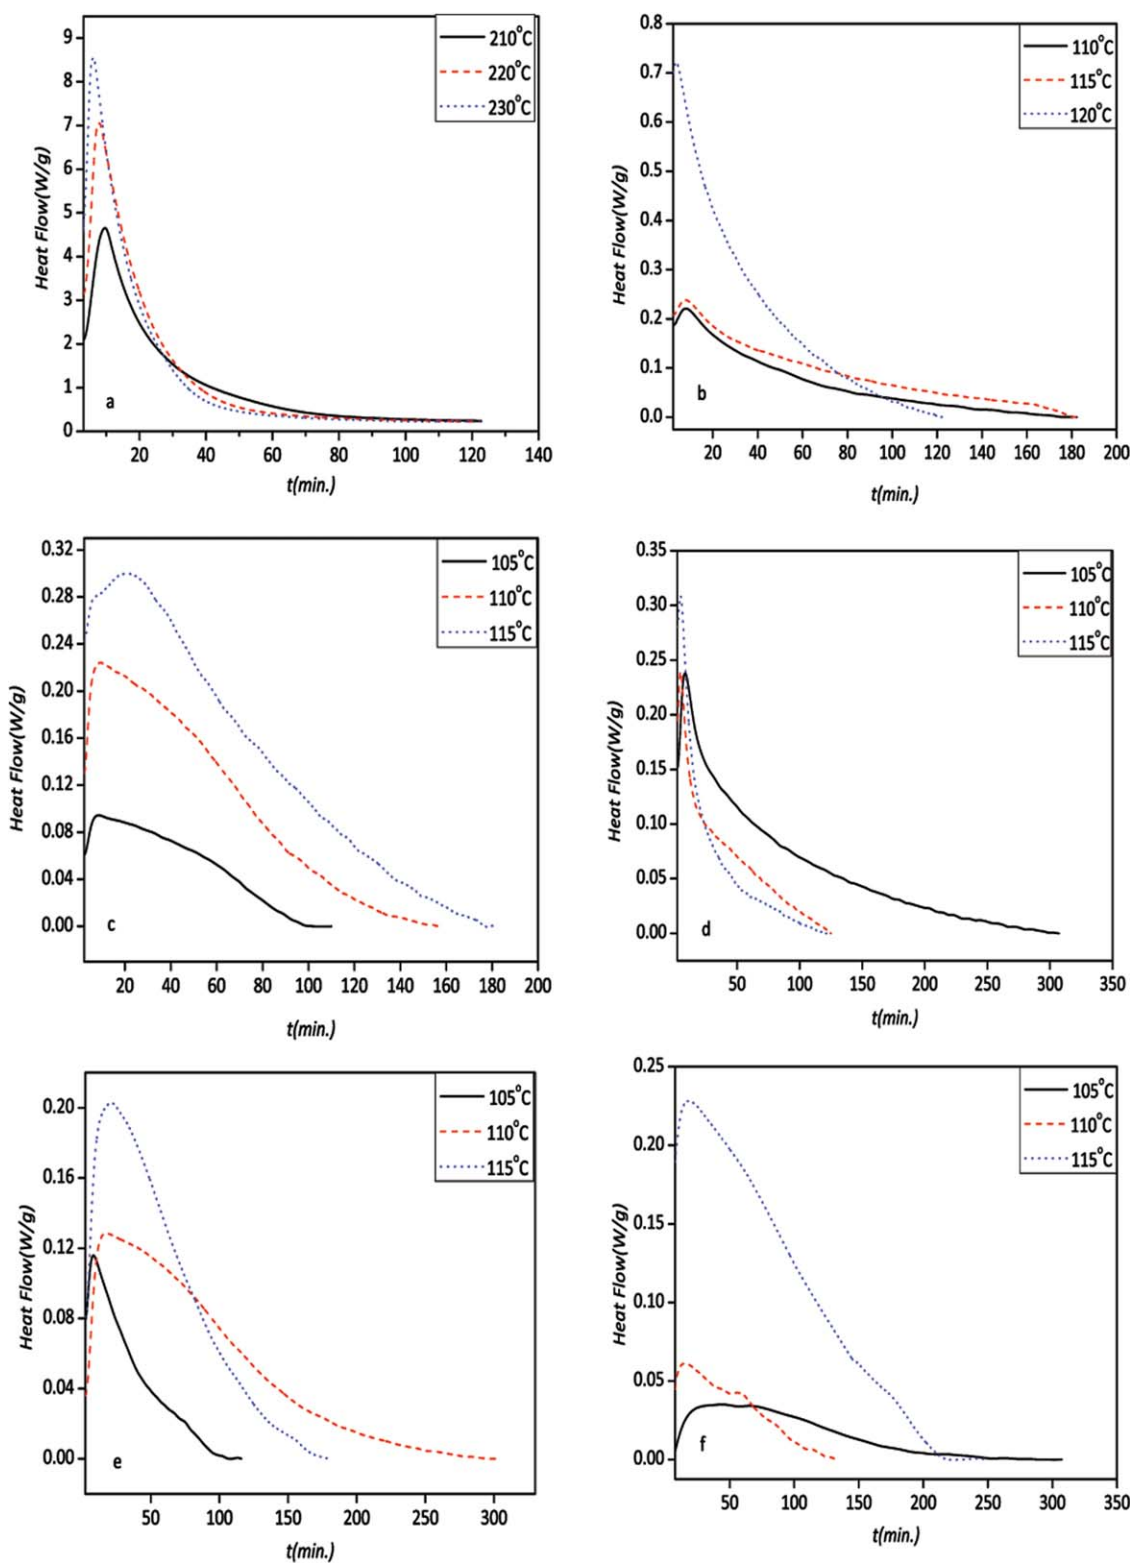 9
8
7
6
5
4
3
2
1
0
Heat Flow(W/g)
210°C
220°C
230°C
a
20 40 60 80 100 120 140
t(min.)
0.8
0.7
0.6
0.5
0.4
0.3
0.2
0.1
0.0
Heat Flow(W/g)
110°C
115°C
120°C
b
20 40 60 80 100 120 140 160 180 200
t(min.)
0.32
0.28
0.24
0.20
0.16
0.12
0.08
0.04
0.00
Heat Flow(W/g)
105°C
110°C
115°C
c
20 40 60 80 100 120 140 160 180 200
t(min.)
0.35
0.30
0.25
0.20
0.15
0.10
0.05
0.00
Heat Flow(W/g)
105°C
110°C
115°C
d
50 100 150 200 250 300 350
t(min.)
0.20
0.16
0.12
0.08
0.04
0.00
Heat Flow(W/g)
105°C
110°C
115°C
e
50 100 150 200 250 300
t(min.)
0.25
0.20
0.15
0.10
0.05
0.00
Heat Flow(W/g)
105°C
110°C
115°C
f
50 100 150 200 250 300 350
t(min.)